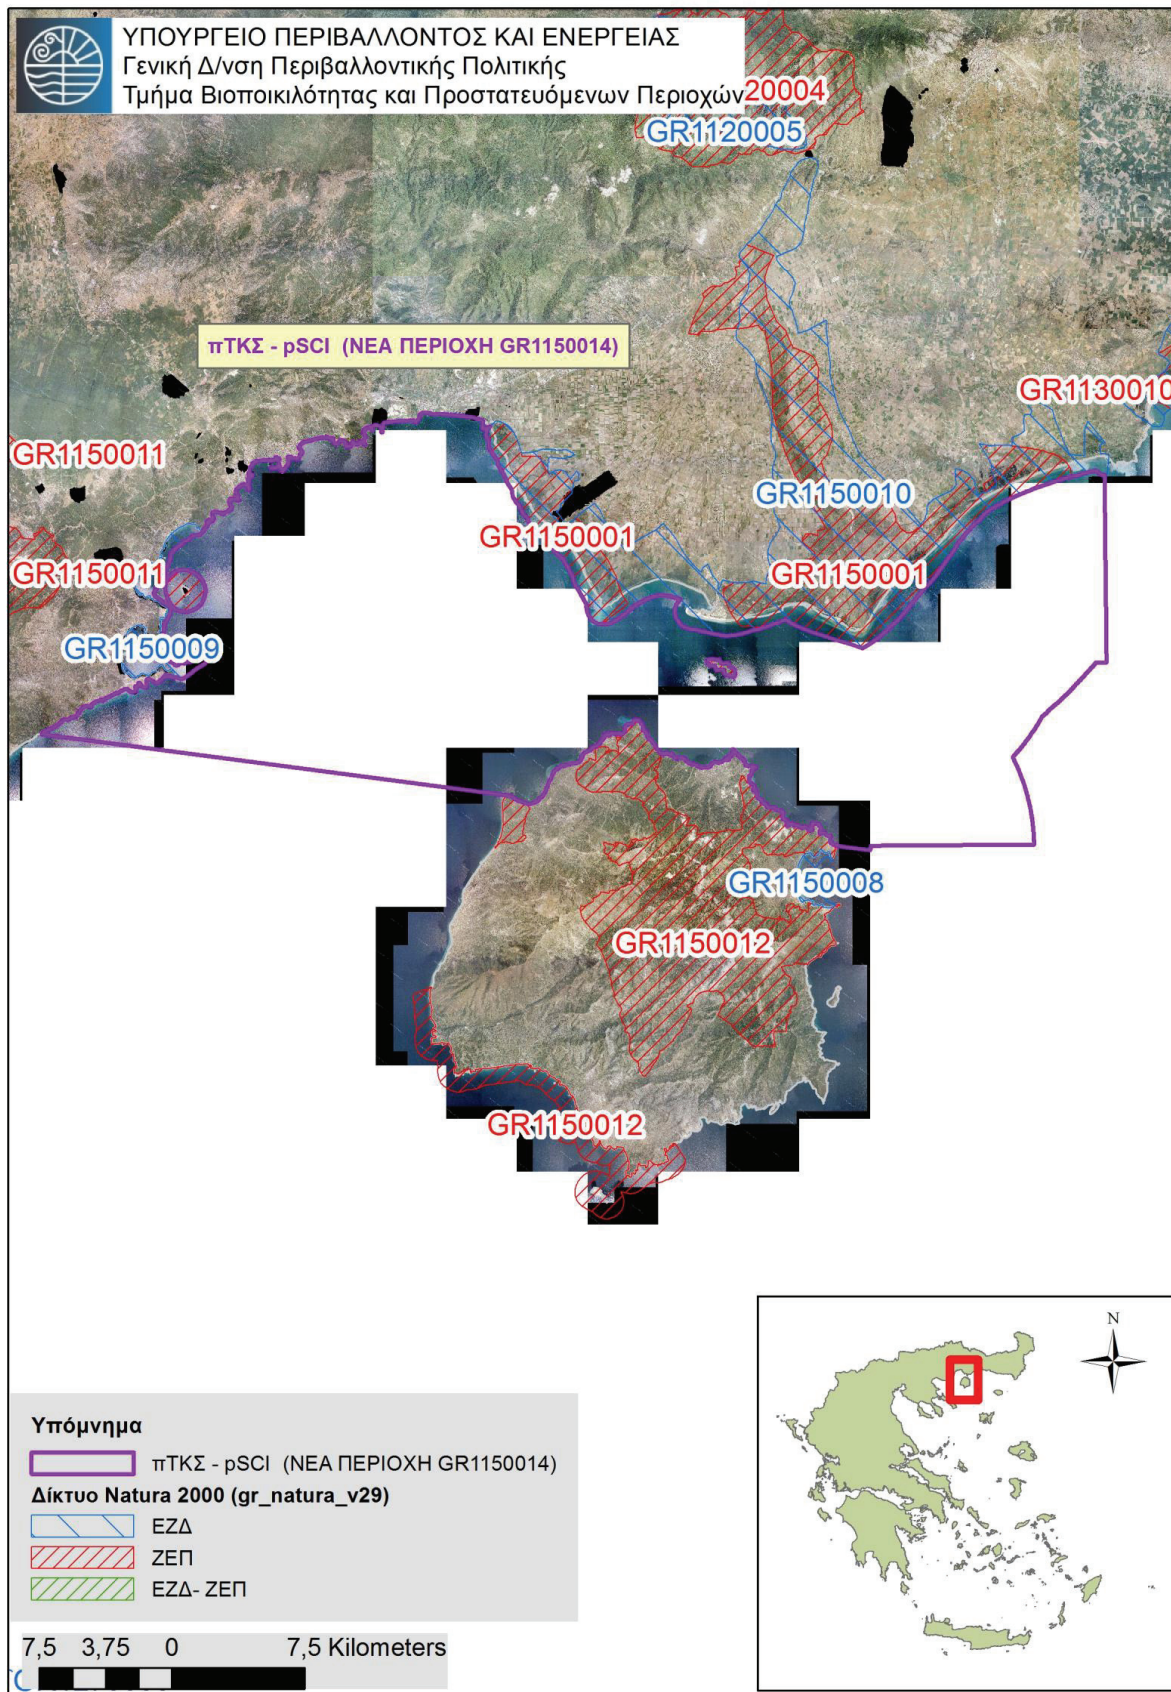 ΥΠΟΥΡΓΕΙΟ ΠΕΡΙΒΑΛΛΟΝΤΟΣ ΚΑΙ ΕΝΕΡΓΕΙΑΣ
Γενική Δ/νση Περιβαλλοντικής Πολιτικής
Τμήμα Βιοποικιλότητας και Προστατευόμενων Περιοχών
20004
GR1120005
πΤΚΣ - pSCI (ΝΕΑ ΠΕΡΙΟΧΗ GR1150014)
GR1130010
GR1150011
GR1150010
GR1150001
GR1150011
GR1150001
GR1150009
GR1150008
GR1150012
GR1150012
N
Υπόμνημα
πΤΚΣ - pSCI (ΝΕΑ ΠΕΡΙΟΧΗ GR1150014)
Δίκτυο Natura 2000 (gr_natura_v29)
ΕΖΔ
ΖΕΠ
ΕΖΔ- ΖΕΠ
7,5 3,75 0 7,5 Kilometers